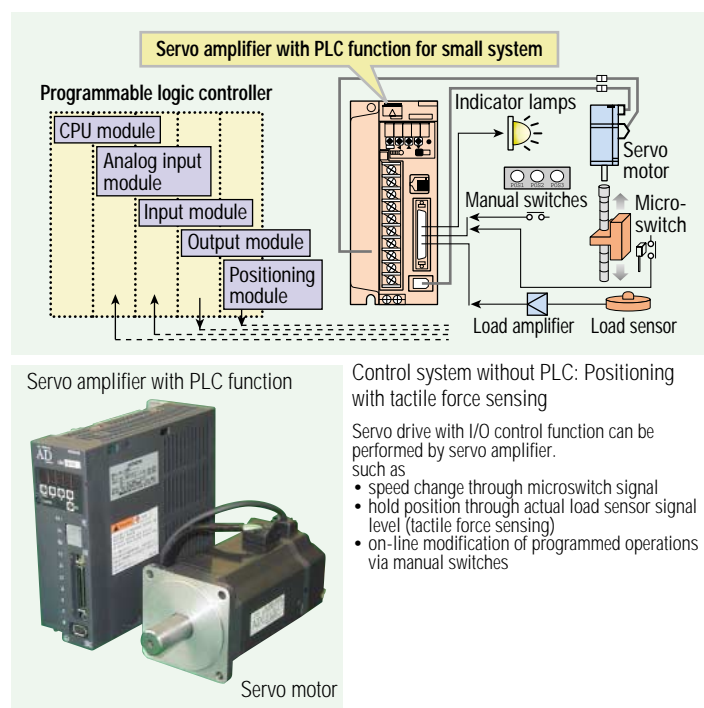 Servo amplifier with PLC function for small system
Programmable logic controller
CPU module
Analog input
module
Input module
Output module
Positioning
module
Indicator lamps
POS1 POS2 POS3
Manual switches
Servo
motor
Micro-
switch
Load amplifier
Load sensor
Servo amplifier with PLC function
AD
Servo motor
Control system without PLC: Positioning
with tactile force sensing
Servo drive with I/O control function can be
performed by servo amplifier.
such as
• speed change through microswitch signal
• hold position through actual load sensor signal
level (tactile force sensing)
• on-line modification of programmed operations
via manual switches